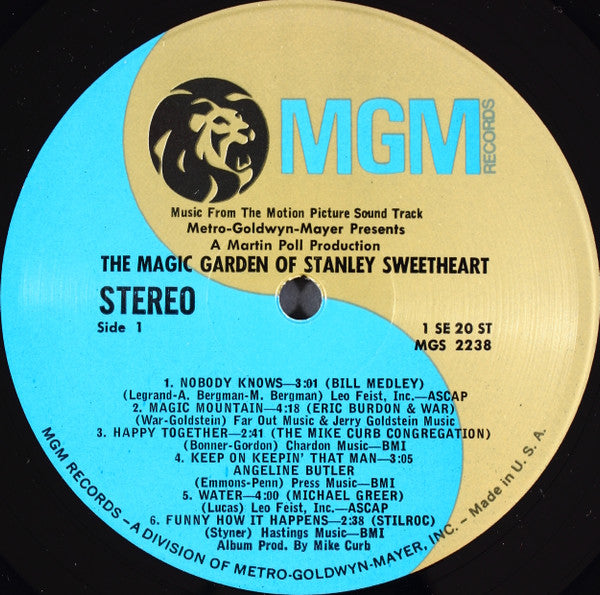 MGM
RECORDS
Music From The Motion Picture Sound Track
Metro-Goldwyn-Mayer Presents
A Martin Poll Production
THE MAGIC GARDEN OF STANLEY SWEETHEART
STEREO
Side 1
1 SE 20 ST
MGS 2238
1. NOBODY KNOWS—3:01 (BILL MEDLEY)
(Legrand-A. Bergman-M. Bergman) Leo Feist, Inc.—ASCAP
2. MAGIC MOUNTAIN—4:18 (ERIC BURDON & WAR)
(War-Goldstein) Far Out Music & Jerry Goldstein Music
3. HAPPY TOGETHER—2:41 (THE MIKE CURB CONGREGATION)
(Bonner-Gordon) Chardon Music—BMI
4. KEEP ON KEEPIN' THAT MAN—3:05
ANGELINE BUTLER
(Emmons-Penn) Press Music—BMI
5. WATER—4:00 (MICHAEL GREER)
(Lucas) Leo Feist, Inc.—ASCAP
6. FUNNY HOW IT HAPPENS—2:38 (STILROC)
(Styner) Hastings Music—BMI
Album Prod. By Mike Curb
MGM RECORDS – A DIVISION OF METRO-GOLDWYN-MAYER, INC. – Made in U. S. A.